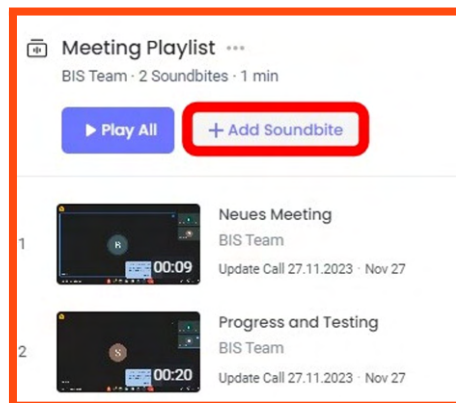 Meeting Playlist ...
BIS Team · 2 Soundbites · 1 min
Play All
+ Add Soundbite
1
B
00:09
Neues Meeting
BIS Team
Update Call 27.11.2023 · Nov 27
2
S
00:20
Progress and Testing
BIS Team
Update Call 27.11.2023 · Nov 27